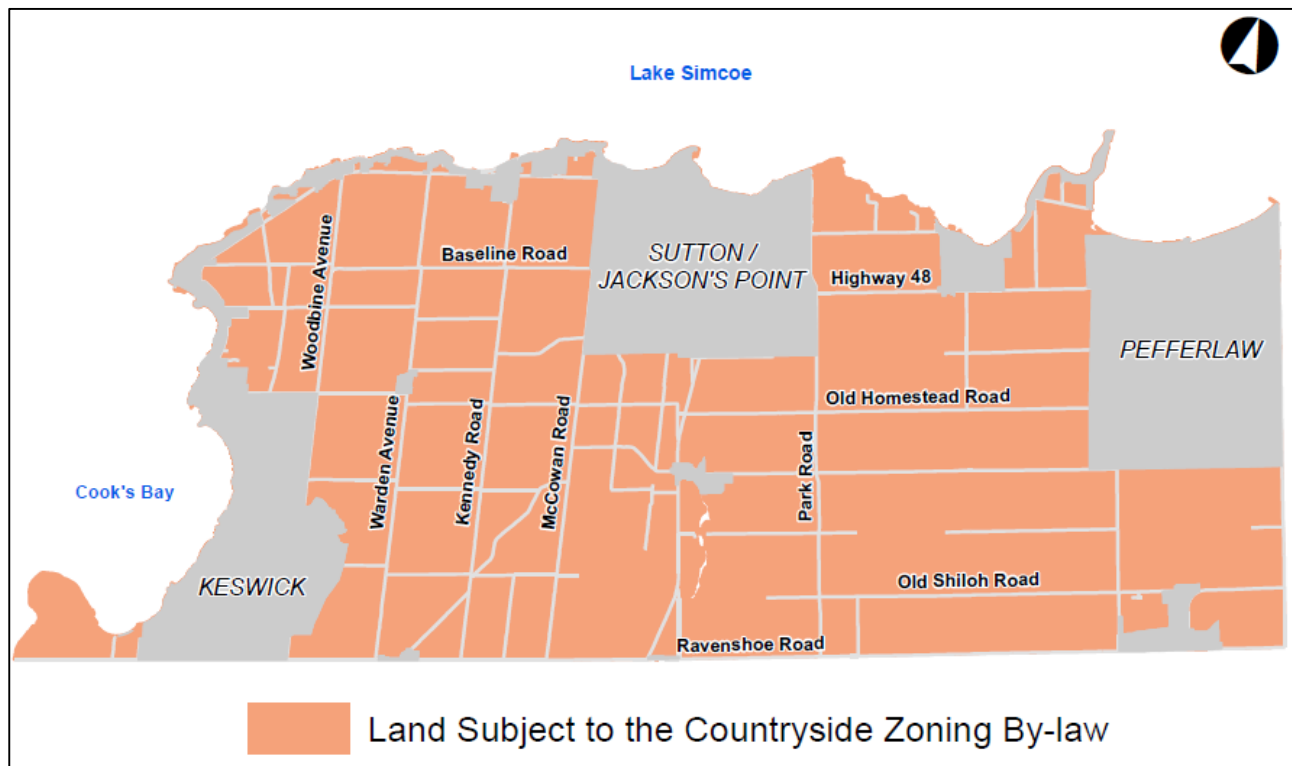 Lake Simcoe
Woodbine Avenue
Baseline Road
SUTTON /
JACKSON'S POINT
Highway 48
PEFFERLAW
Old Homestead Road
Warden Avenue
Kennedy Road
McCowan Road
Park Road
Cook's Bay
KESWICK
Old Shiloh Road
Ravenshoe Road
Land Subject to the Countryside Zoning By-law